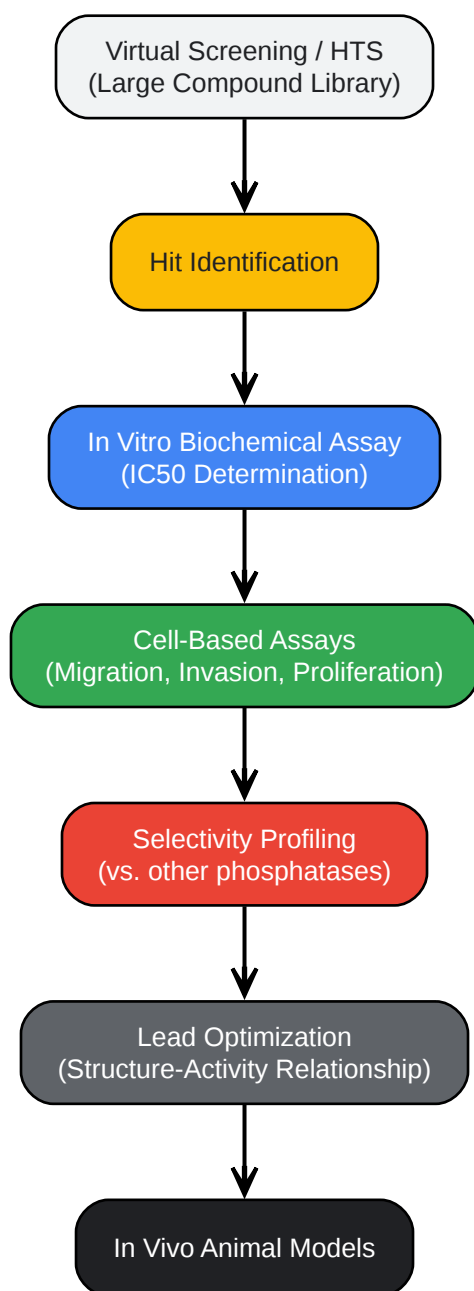 Virtual Screening / HTS
(Large Compound Library)
Hit Identification
In Vitro Biochemical Assay
(IC50 Determination)
Cell-Based Assays
(Migration, Invasion, Proliferation)
Selectivity Profiling
(vs. other phosphatases)
Lead Optimization
(Structure-Activity Relationship)
In Vivo Animal Models